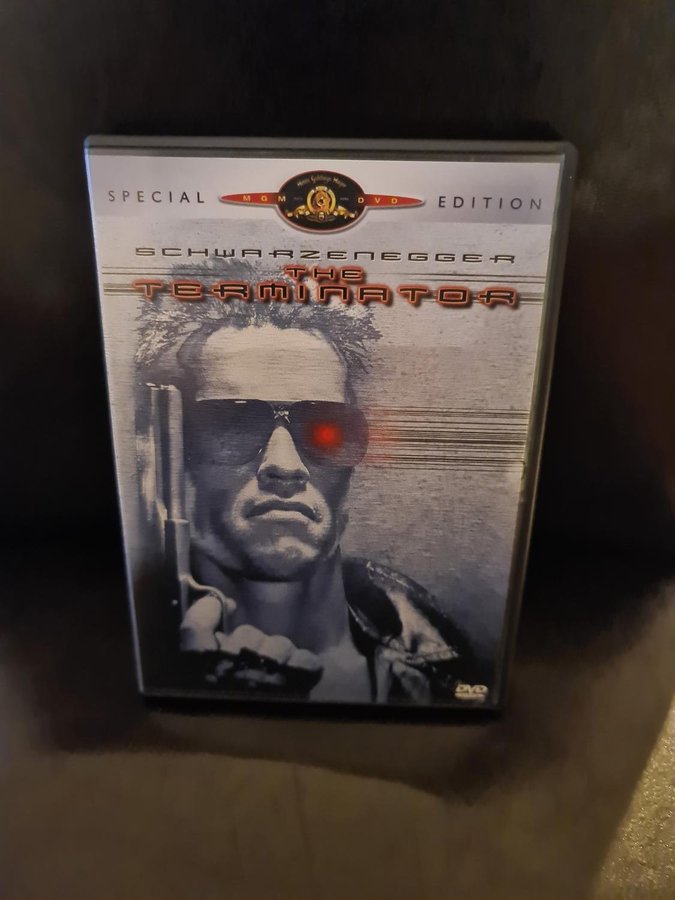 SPECIAL MGM DVD EDITION
SCHWARZENEGGER
THE
TERMINATOR
DVD